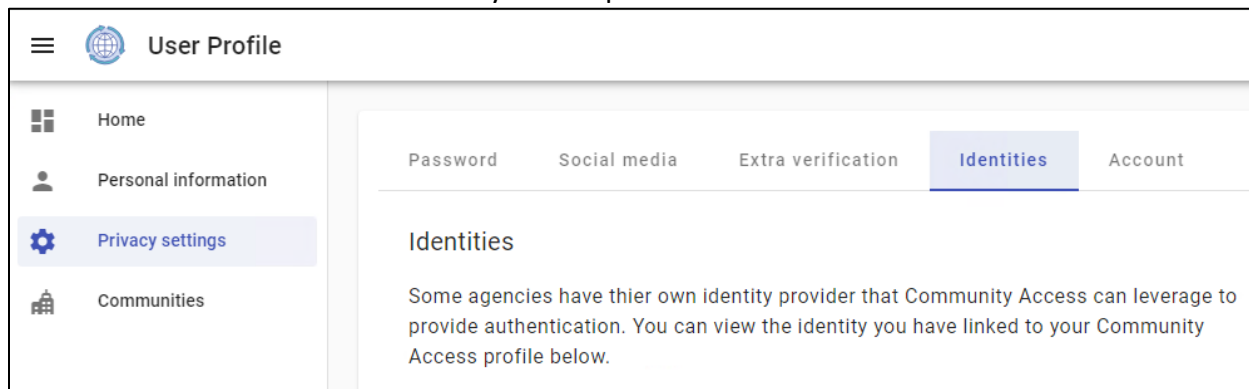 User Profile
Home
Personal information
Privacy settings
Communities
Password Social media Extra verification Identities Account
Identities
Some agencies have thier own identity provider that Community Access can leverage to
provide authentication. You can view the identity you have linked to your Community
Access profile below.